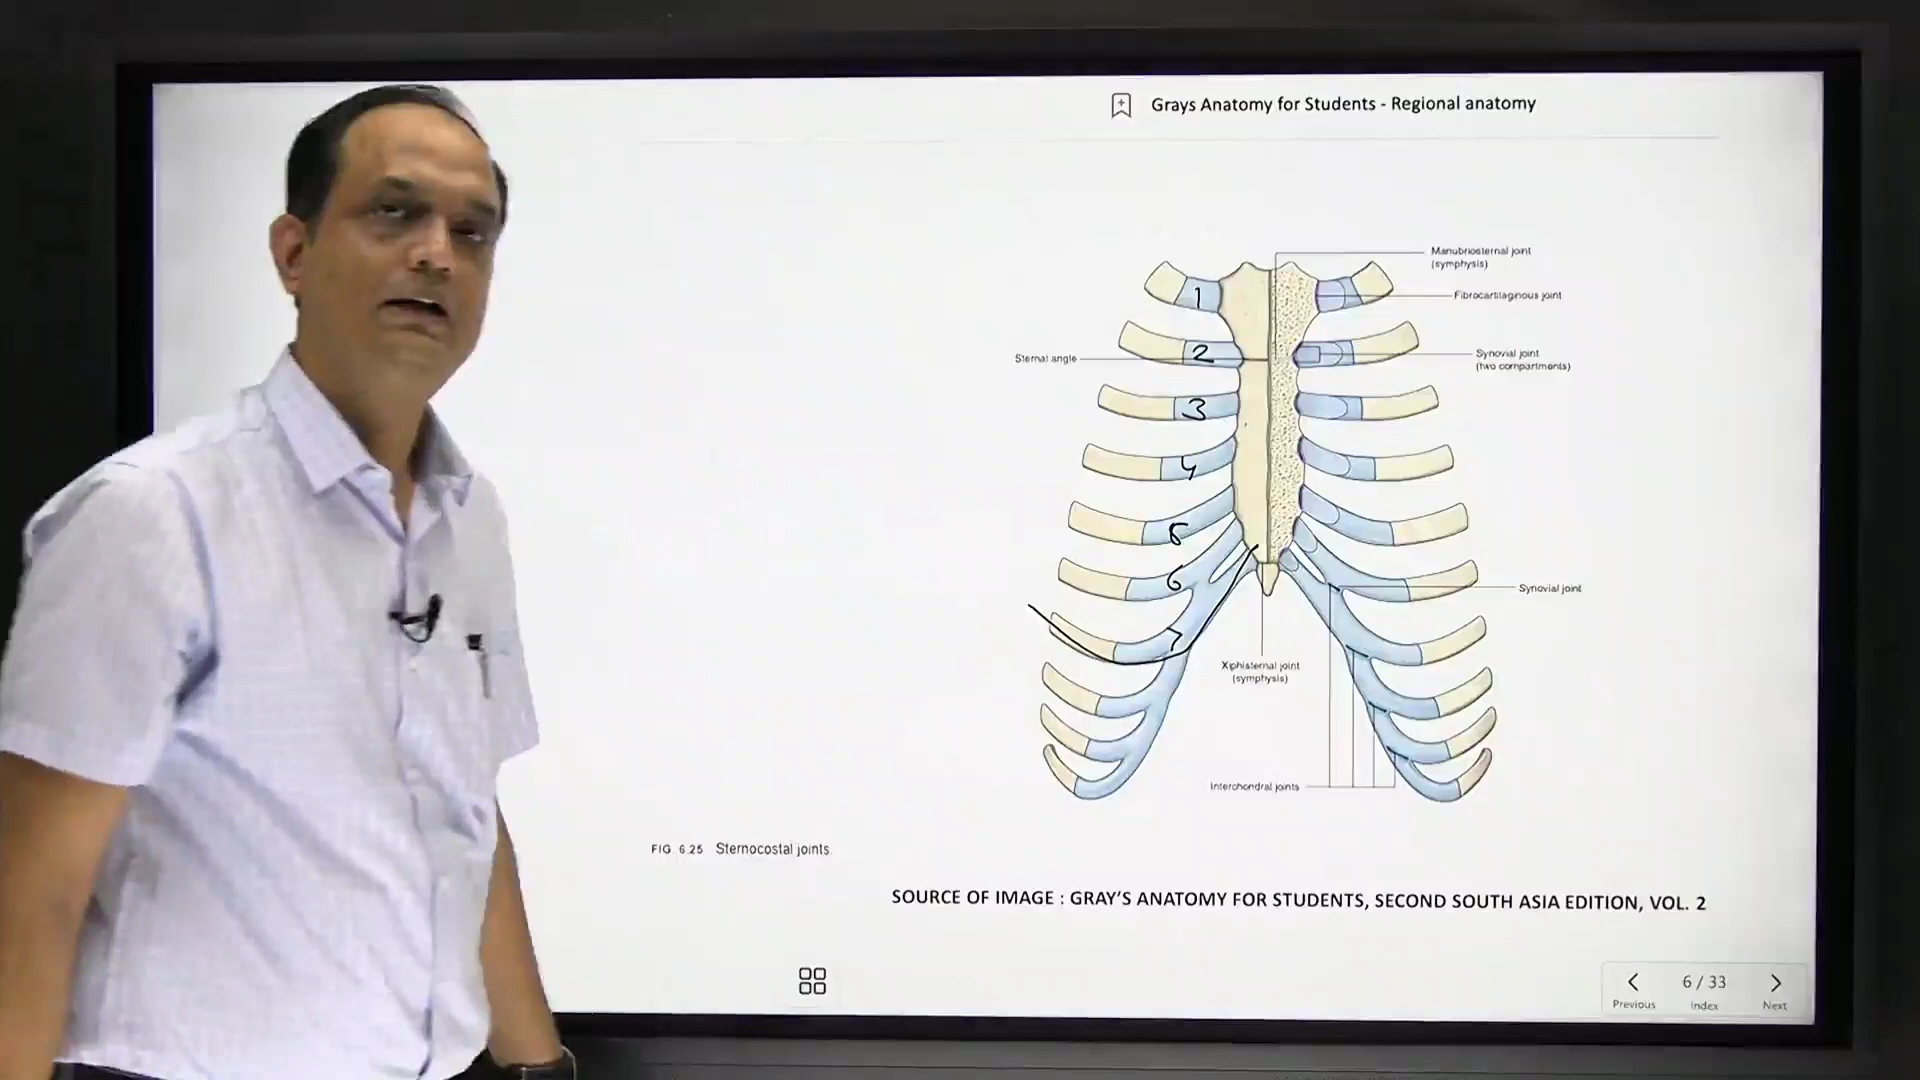 Grays Anatomy for Students - Regional anatomy
Manubriosternal joint
(symphysis)
Fibrocartilaginous joint
Sternal angle
Synovial joint
(two compartments)
1
2
3
4
5
6
7
Synovial joint
Xiphisternal joint
(symphysis)
Interchondral joints
FIG 6.25 Sternocostal joints
SOURCE OF IMAGE : GRAY'S ANATOMY FOR STUDENTS, SECOND SOUTH ASIA EDITION, VOL. 2
6 / 33
Previous Index Next